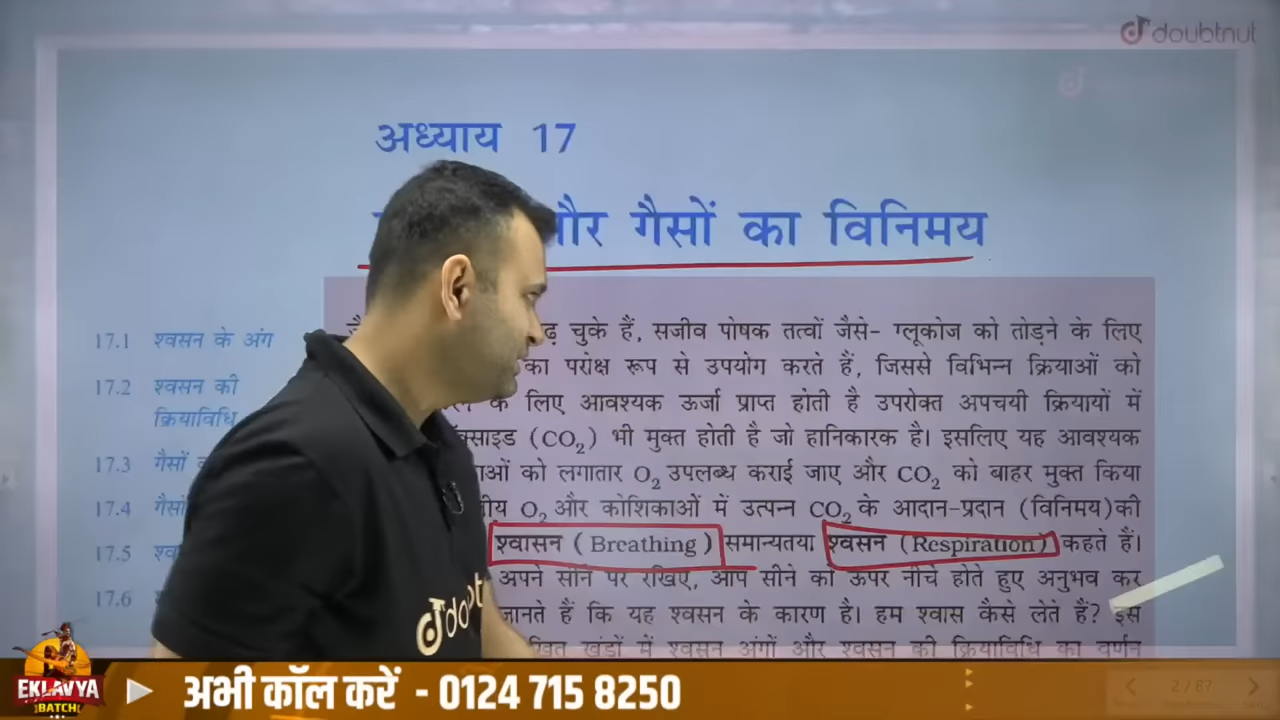 doubtnut
अध्याय 17
और गैसों का विनिमय
17.1 श्वसन के अंग
17.2 श्वसन की
क्रियाविधि
17.3 गैसों
17.4
17.5
17.6
चुके हैं, सजीव पोषक तत्वों जैसे- ग्लूकोज को तोड़ने के लिए
का परोक्ष रूप से उपयोग करते हैं, जिससे विभिन्न क्रियाओं को
के लिए आवश्यक ऊर्जा प्राप्त होती है उपरोक्त अपचयी क्रियायों में
(CO₂) भी मुक्त होती है जो हानिकारक है। इसलिए यह आवश्यक
को लगातार O₂ उपलब्ध कराई जाए और CO₂ को बाहर मुक्त किया
O₂ और कोशिकाओं में उत्पन्न CO₂ के आदान-प्रदान (विनिमय)की
श्वासन (Breathing) समान्यतया श्वसन (Respiration) कहते हैं।
अपने सीने पर रखिए, आप सीने को ऊपर नीचे होते हुए अनुभव कर
जानते हैं कि यह श्वसन के कारण है। हम श्वास कैसे लेते हैं? इस
खंडों में श्वसन अंगों और श्वसन की क्रियाविधि का वर्णन
EKLAVYA
BATCH
अभी कॉल करें - 0124 715 8250
2 / 87